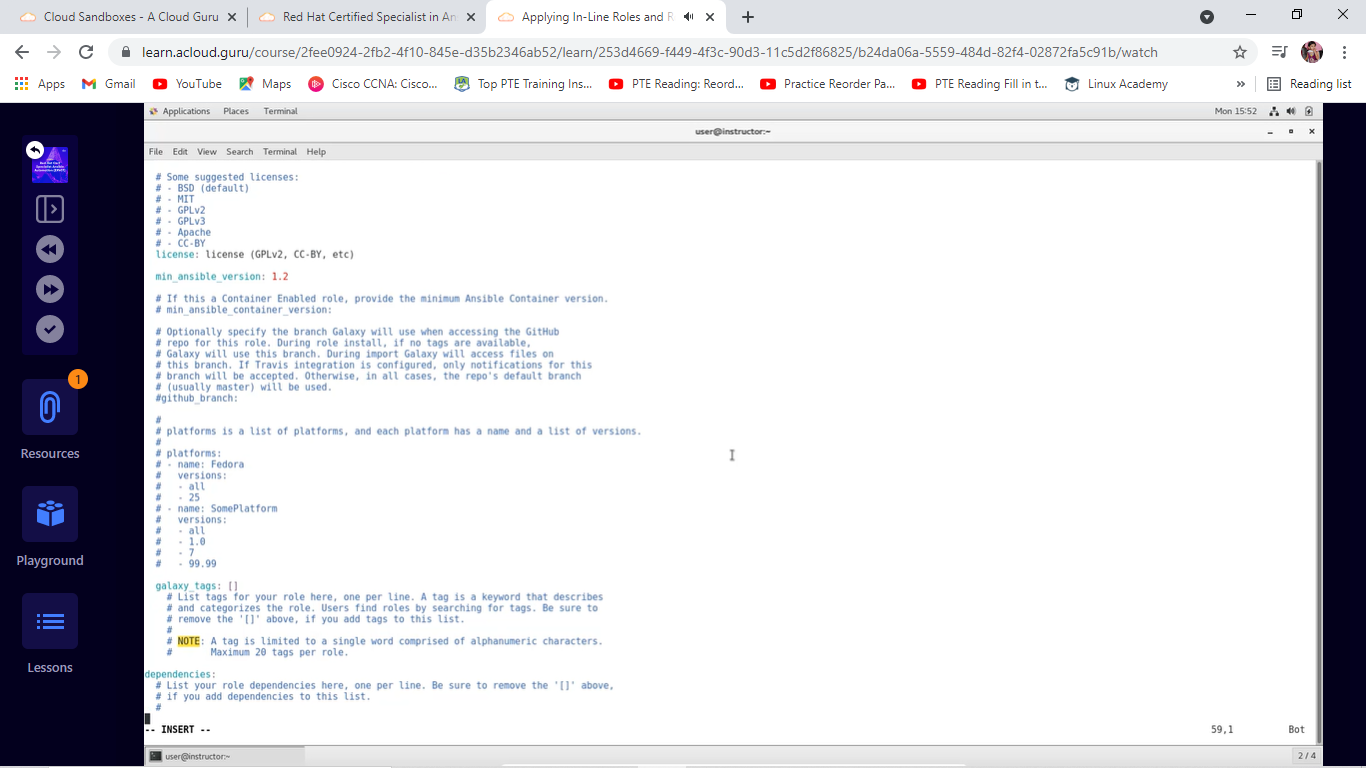 Cloud Sandboxes - A Cloud Guru
Red Hat Certified Specialist in An
Applying In-Line Roles and R
learn.acloud.guru/course/2fee0924-2fb2-4f10-845e-d35b2346ab52/learn/253d4669-f449-4f3c-90d3-11c5d2f86825/b24da06a-5559-484d-82f4-02872fa5c91b/watch
Apps
Gmail
YouTube
Maps
Cisco CCNA: Cisco...
Top PTE Training Ins...
PTE Reading: Reord...
Practice Reorder Pa...
PTE Reading Fill in t...
Linux Academy
»
Reading list
Applications Places Terminal
Mon 15:52
user@instructor:~
File Edit View Search Terminal Help
# Some suggested licenses:
# - BSD (default)
# - MIT
# - GPLv2
# - GPLv3
# - Apache
# - CC-BY
license: license (GPLv2, CC-BY, etc)
min_ansible_version: 1.2
# If this a Container Enabled role, provide the minimum Ansible Container version.
# min_ansible_container_version:
# Optionally specify the branch Galaxy will use when accessing the GitHub
# repo for this role. During role install, if no tags are available,
# Galaxy will use this branch. During import Galaxy will access files on
# this branch. If Travis integration is configured, only notifications for this
# branch will be accepted. Otherwise, in all cases, the repo's default branch
# (usually master) will be used.
#github_branch:
#
# platforms is a list of platforms, and each platform has a name and a list of versions.
#
# platforms:
# - name: Fedora
#   versions:
#   - all
#   - 25
# - name: SomePlatform
#   versions:
#   - all
#   - 1.0
#   - 7
#   - 99.99
galaxy_tags: []
# List tags for your role here, one per line. A tag is a keyword that describes
# and categorizes the role. Users find roles by searching for tags. Be sure to
# remove the '[]' above, if you add tags to this list.
#
# NOTE: A tag is limited to a single word comprised of alphanumeric characters.
#       Maximum 20 tags per role.
dependencies:
# List your role dependencies here, one per line. Be sure to remove the '[]' above,
# if you add dependencies to this list.
#
-- INSERT --
59,1
Bot
user@instructor:~
2 / 4
1
Resources
Playground
Lessons